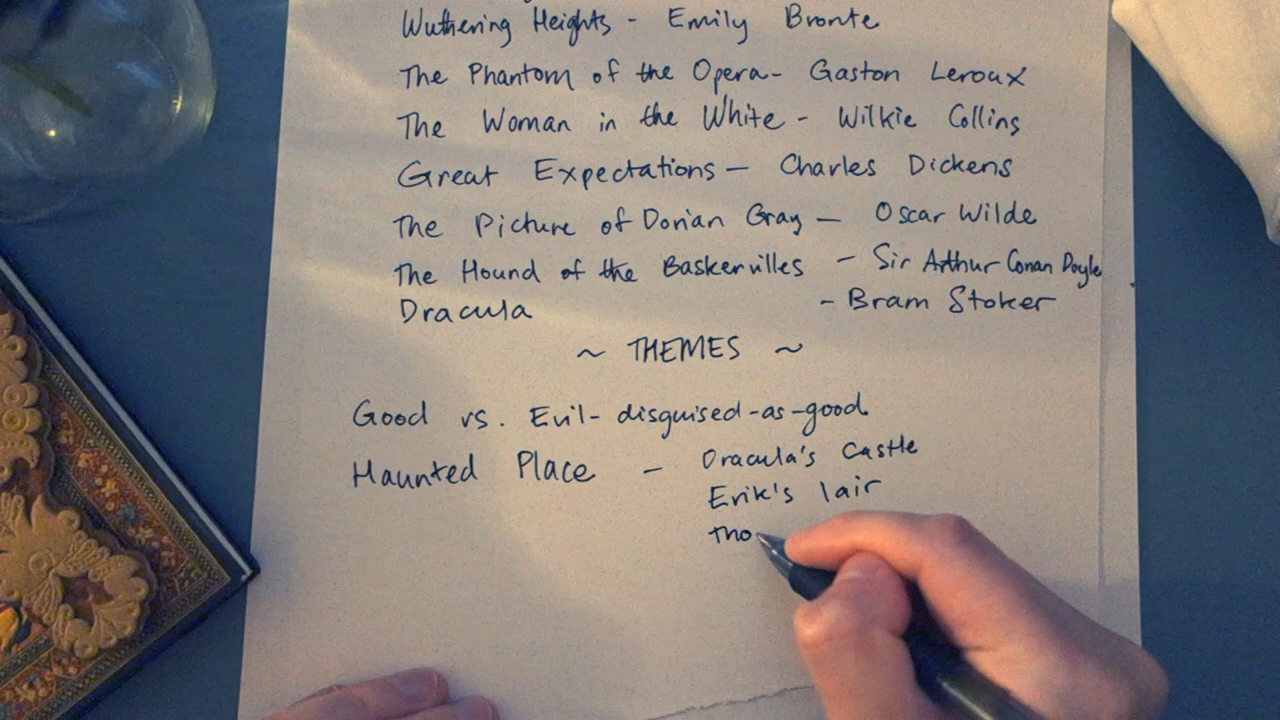 Wuthering Heights - Emily Bronte
The Phantom of the Opera - Gaston Leroux
The Woman in the White - Wilkie Collins
Great Expectations - Charles Dickens
The Picture of Dorian Gray - Oscar Wilde
The Hound of the Baskervilles - Sir Arthur Conan Doyle
Dracula - Bram Stoker
~ THEMES ~
Good vs. Evil-disguised-as-good
Haunted Place - Dracula's Castle
Erik's lair
Tho